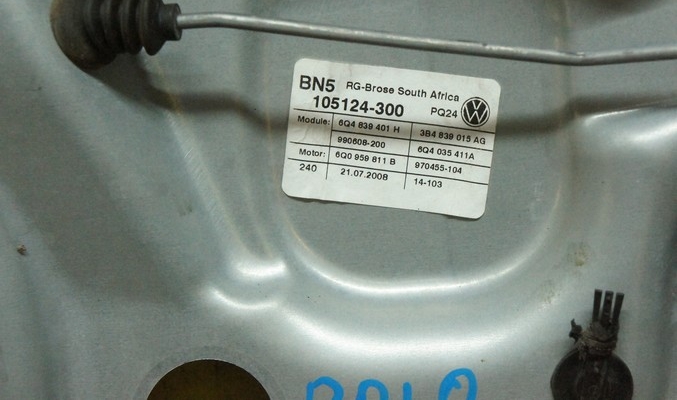 BN5 RG-Brose South Africa
105124-300 PQ24
Module: 6Q4 839 401 H 3B4 839 015 AG
990608-200 6Q4 035 411A
Motor: 6Q0 959 811 B 970455-104
240 21.07.2008 14-103